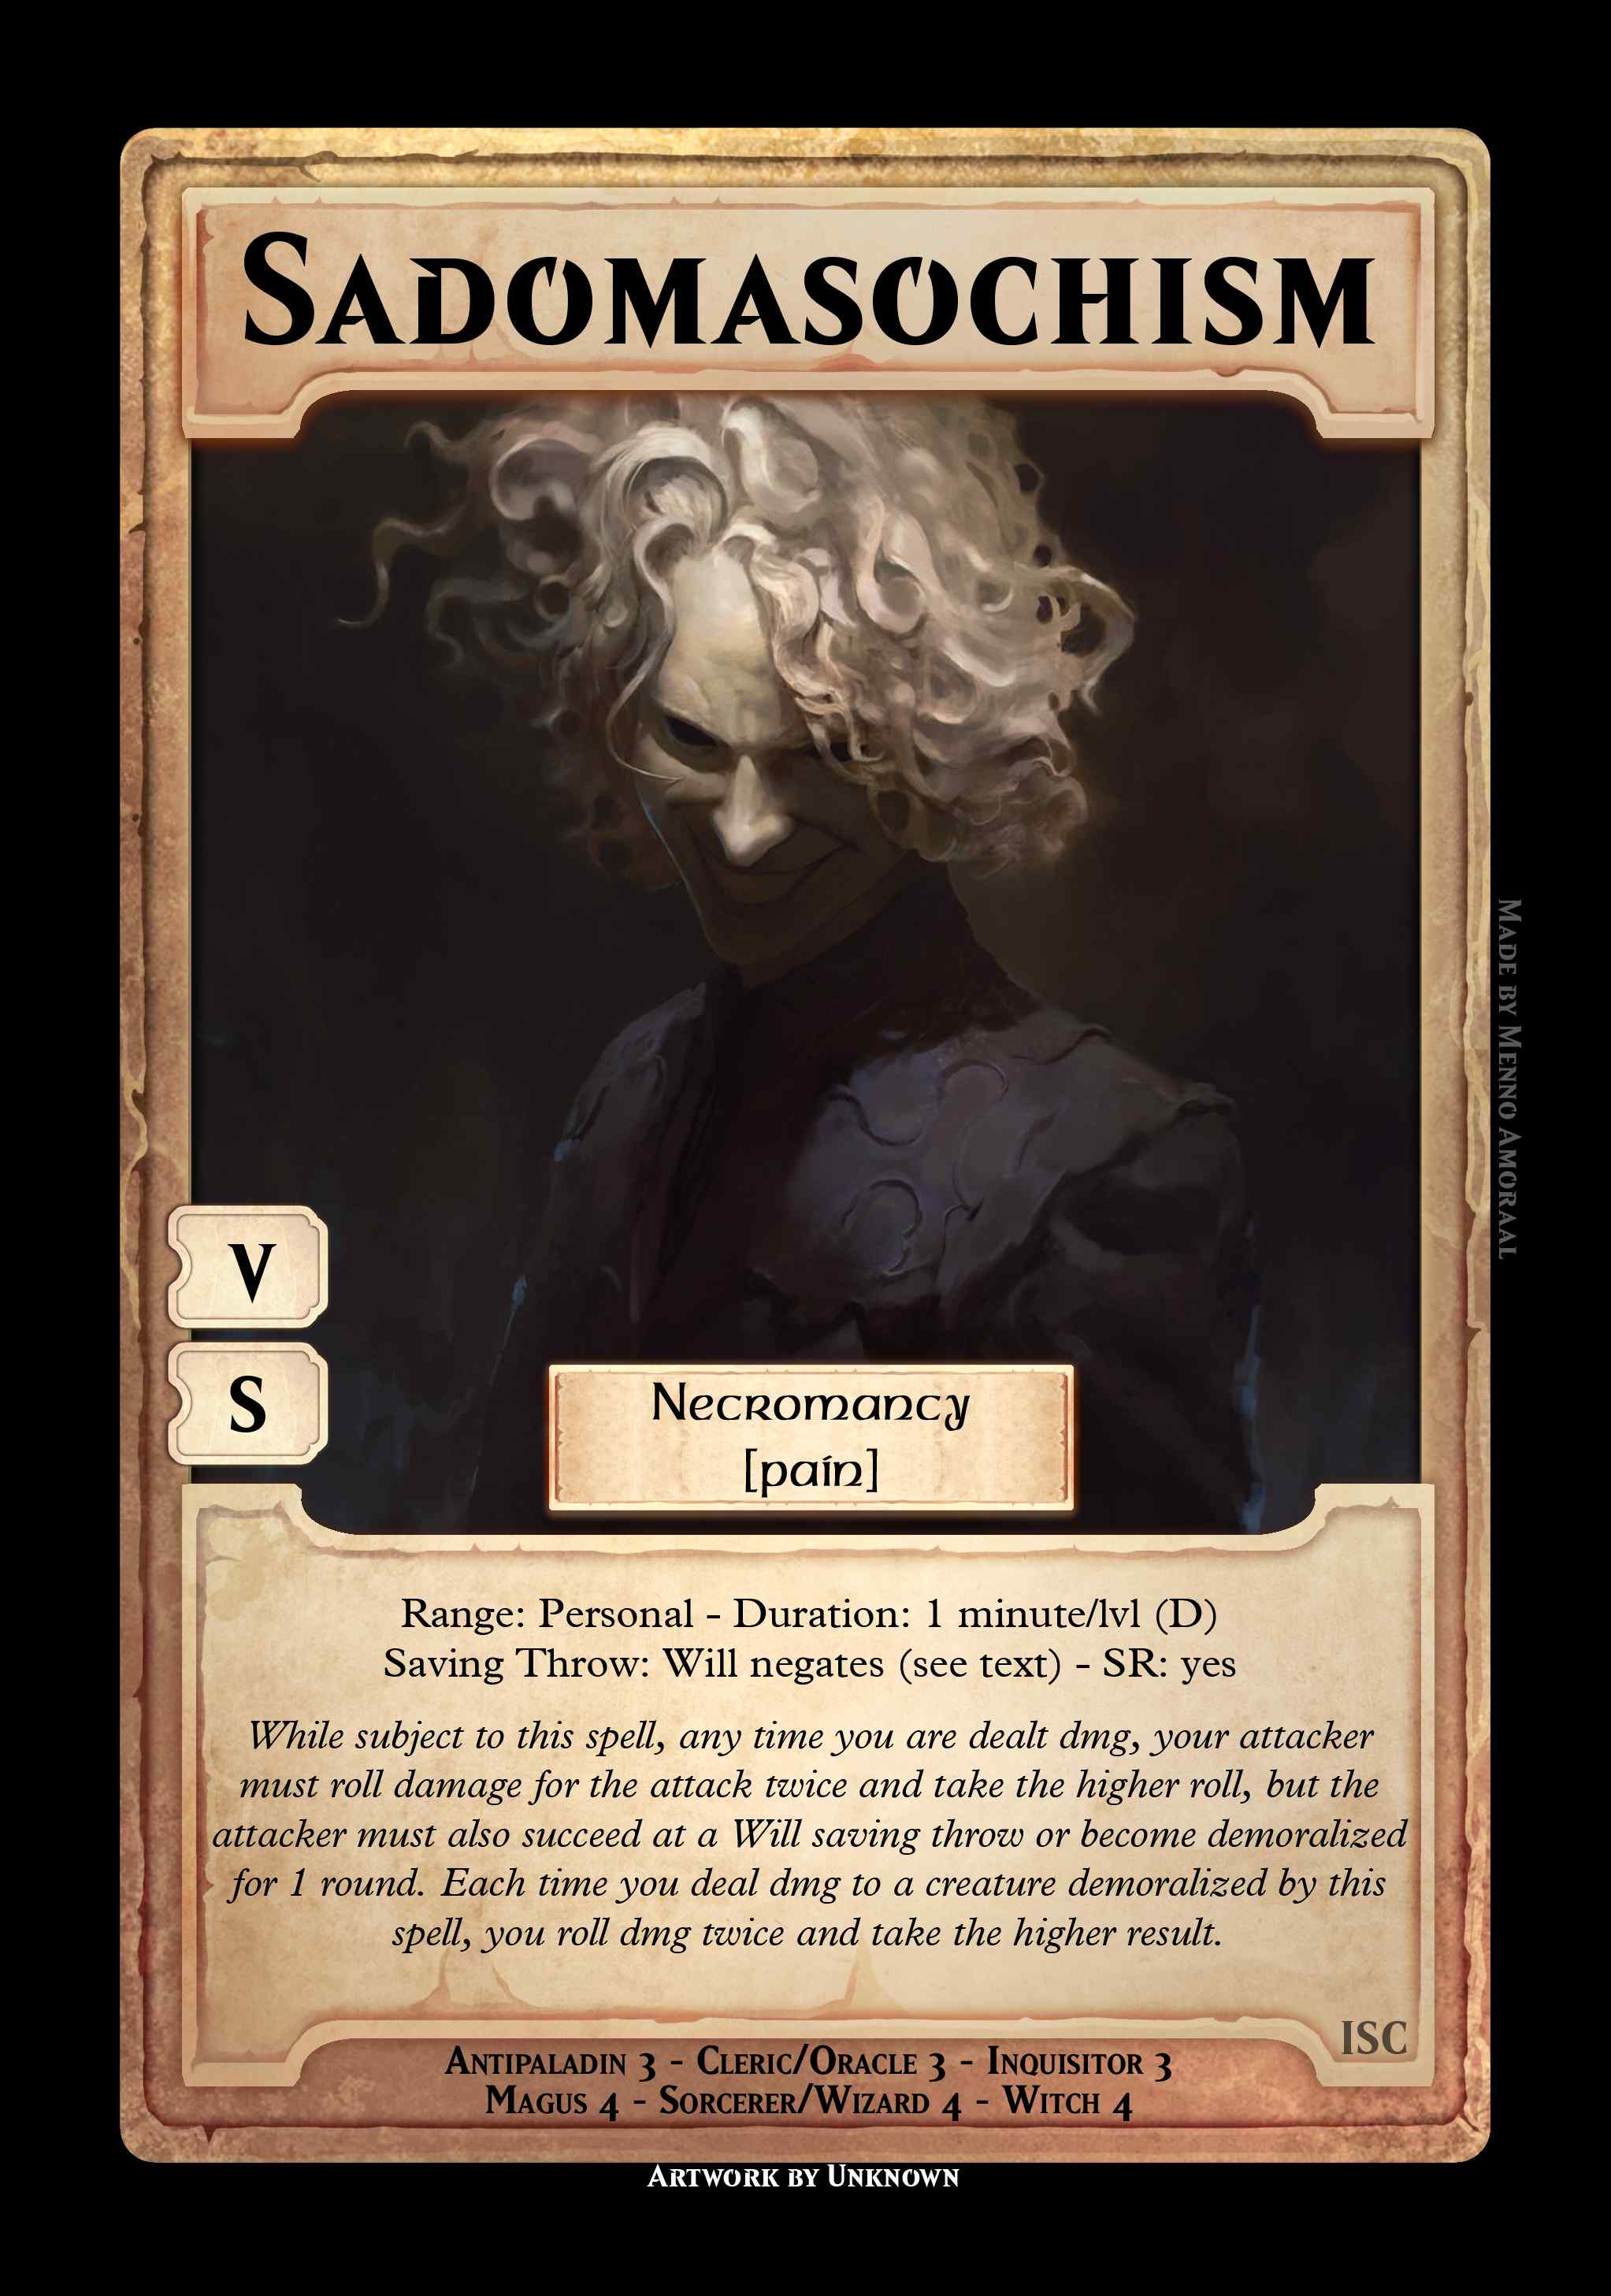 Sadomasochism
V
S
Necromancy
[pain]
Range: Personal - Duration: 1 minute/lvl (D)
Saving Throw: Will negates (see text) - SR: yes
While subject to this spell, any time you are dealt dmg, your attacker
must roll damage for the attack twice and take the higher roll, but the
attacker must also succeed at a Will saving throw or become demoralized
for 1 round. Each time you deal dmg to a creature demoralized by this
spell, you roll dmg twice and take the higher result.
ISC
Antipaladin 3 - Cleric/Oracle 3 - Inquisitor 3
Magus 4 - Sorcerer/Wizard 4 - Witch 4
Artwork by Unknown
Made by Menno Amoraal